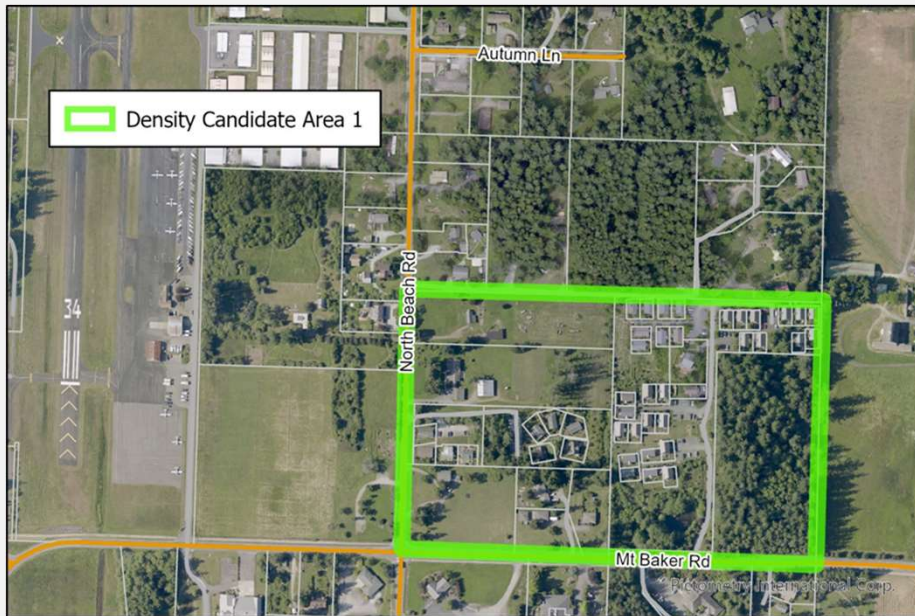 Autumn Ln
Density Candidate Area 1
34
North Beach Rd
Mt Baker Rd
Pictometry International Corp.